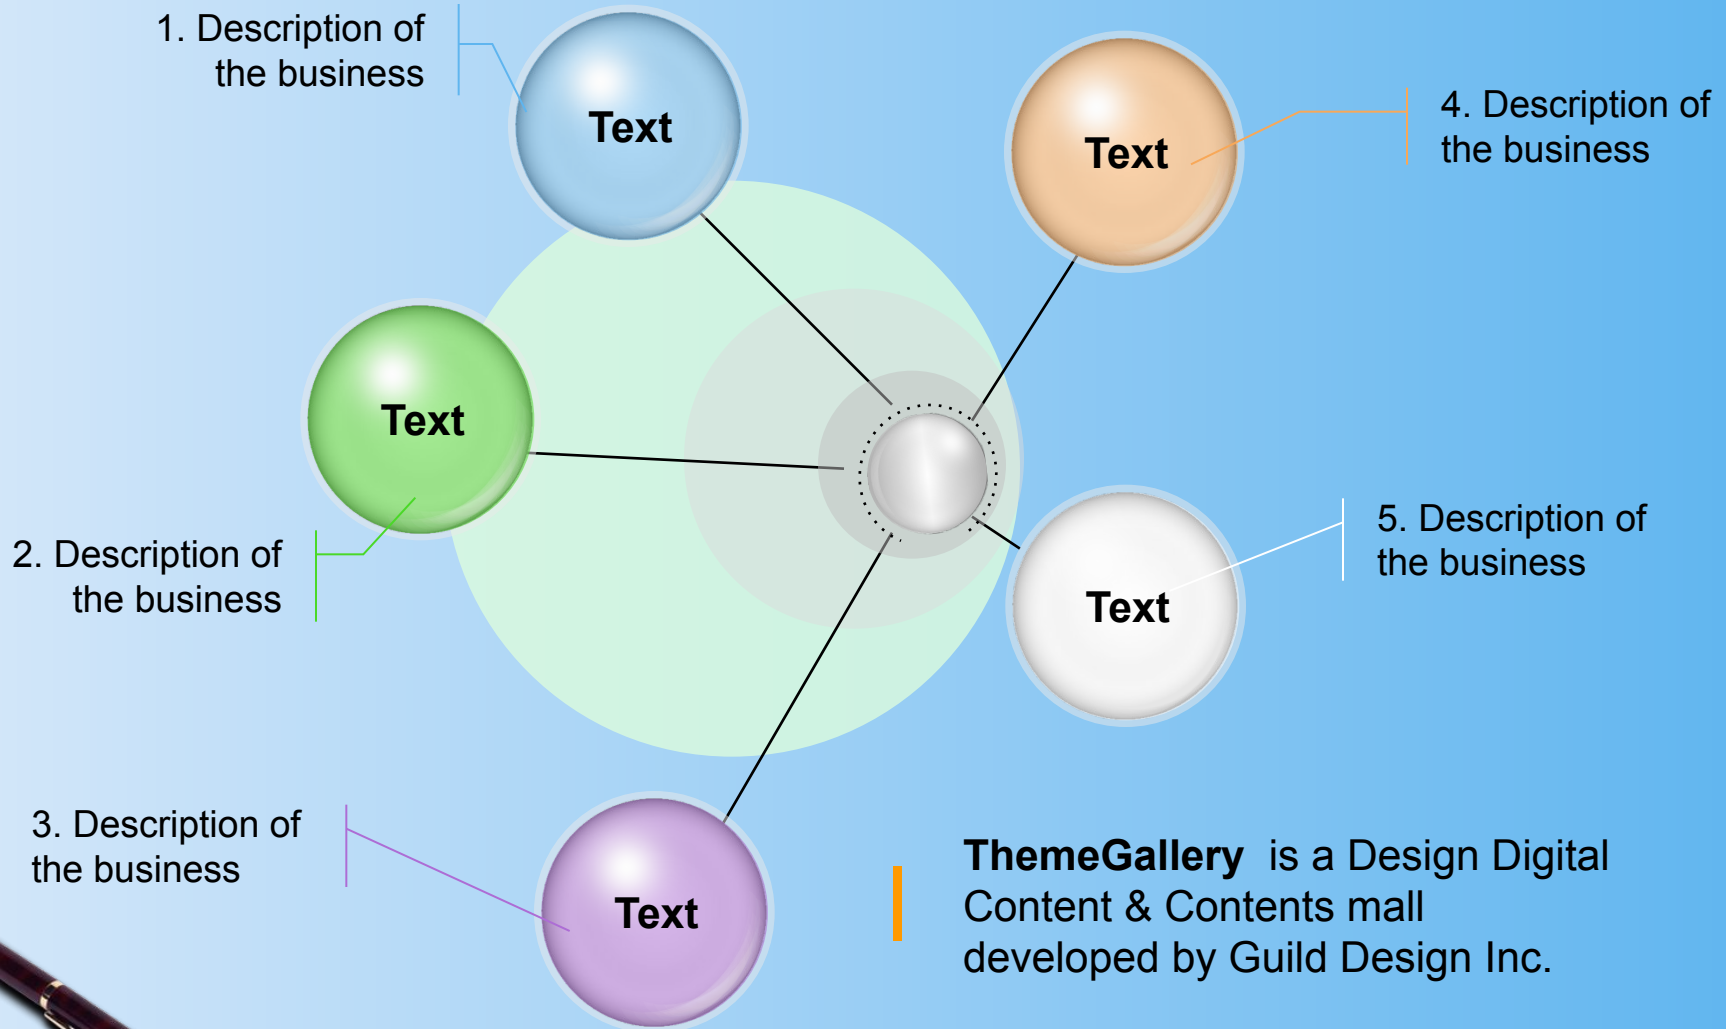 1. Description of
the business
Text
Text
4. Description of
the business
Text
2. Description of
the business
5. Description of
the business
Text
3. Description of
the business
Text
ThemeGallery is a Design Digital
Content & Contents mall
developed by Guild Design Inc.